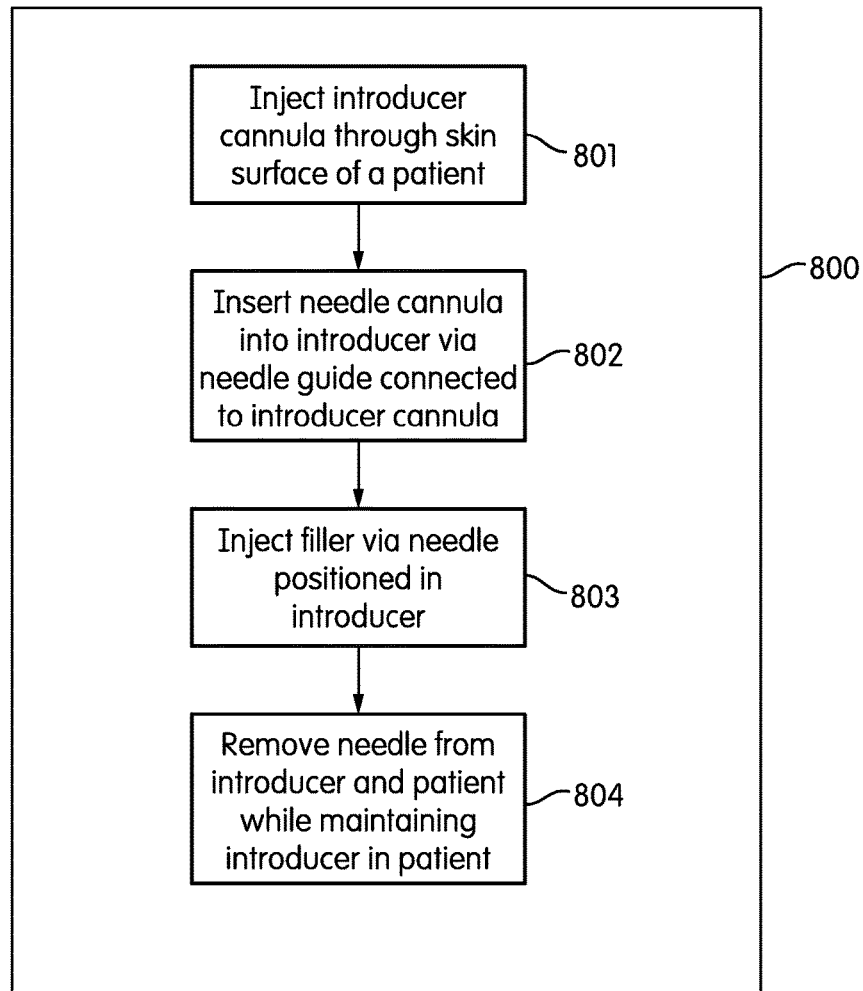 Inject introducer
cannula through skin
surface of a patient
801
800
Insert needle cannula
into introducer via
needle guide connected
to introducer cannula
802
Inject filler via needle
positioned in
introducer
803
Remove needle from
introducer and patient
while maintaining
introducer in patient
804